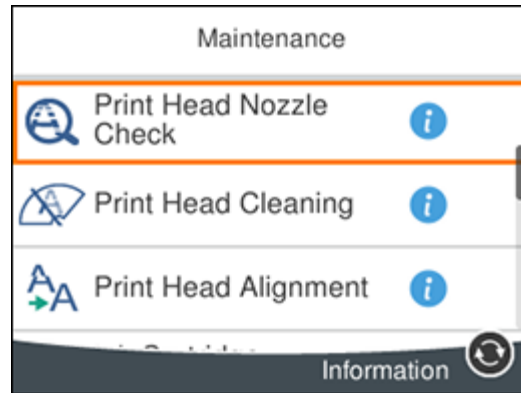 Maintenance
Print Head Nozzle
Check
i
Print Head Cleaning
i
Print Head Alignment
i
Information